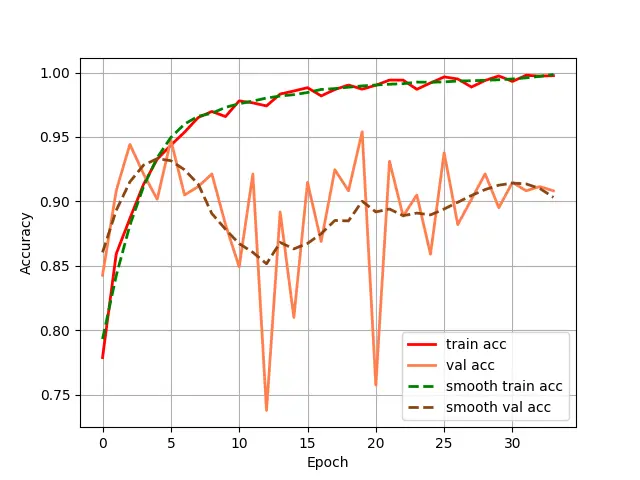 1.00
0.95
0.90
0.85
0.80
0.75
Accuracy
0 5 10 15 20 25 30
Epoch
train acc
val acc
smooth train acc
smooth val acc